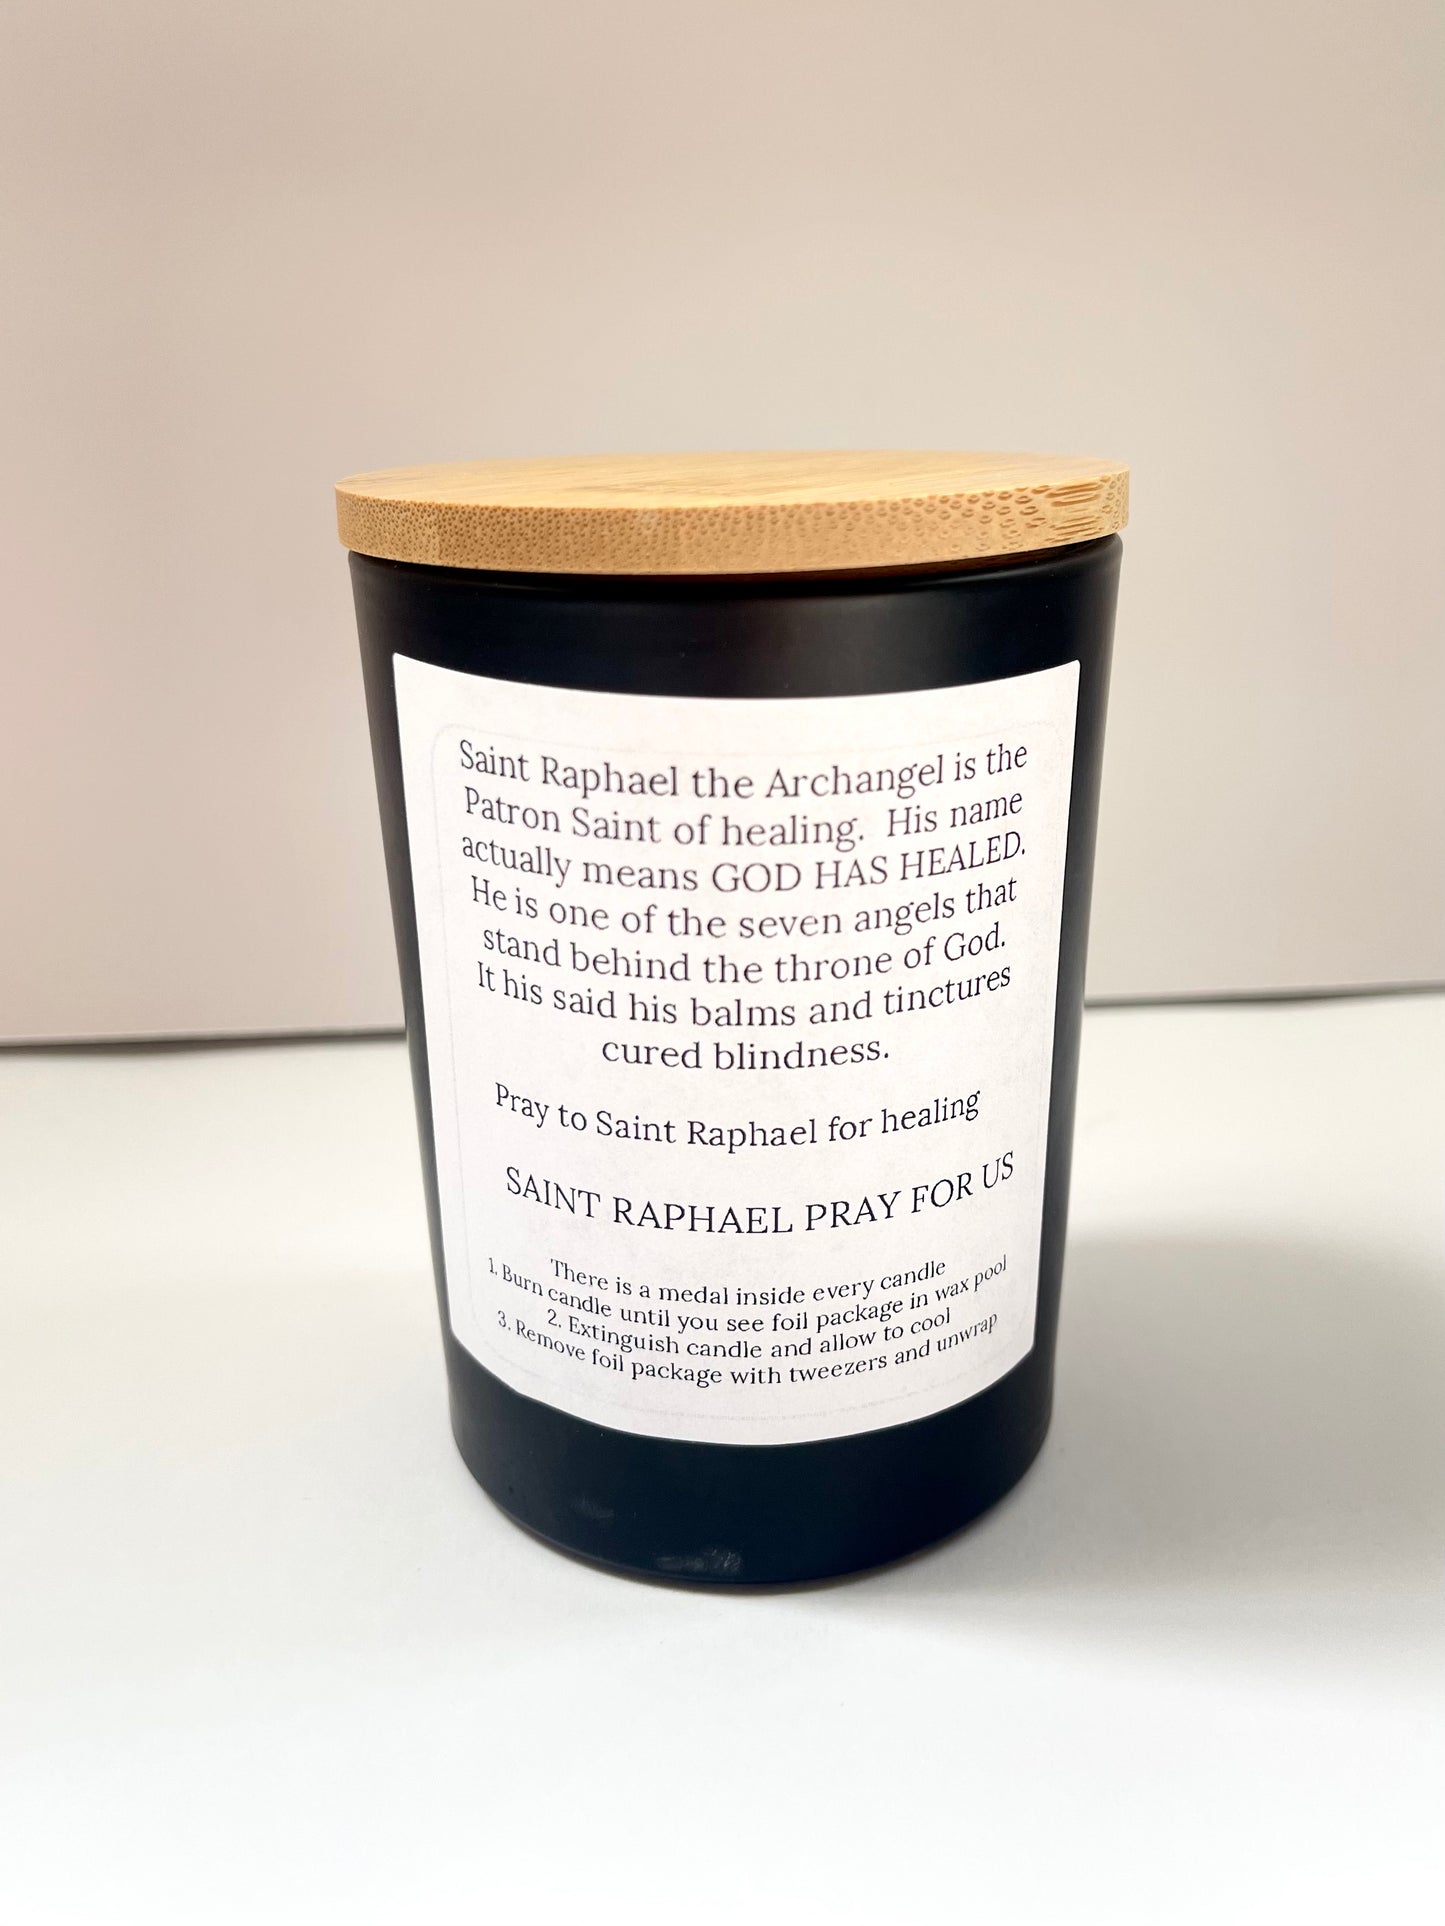 Saint Raphael the Archangel is the
Patron Saint of healing. His name
actually means GOD HAS HEALED.
He is one of the seven angels that
stand behind the throne of God.
It his said his balms and tinctures
cured blindness.
Pray to Saint Raphael for healing
SAINT RAPHAEL PRAY FOR US
There is a medal inside every candle
1. Burn candle until you see foil package in wax pool
2. Extinguish candle and allow to cool
3. Remove foil package with tweezers and unwrap